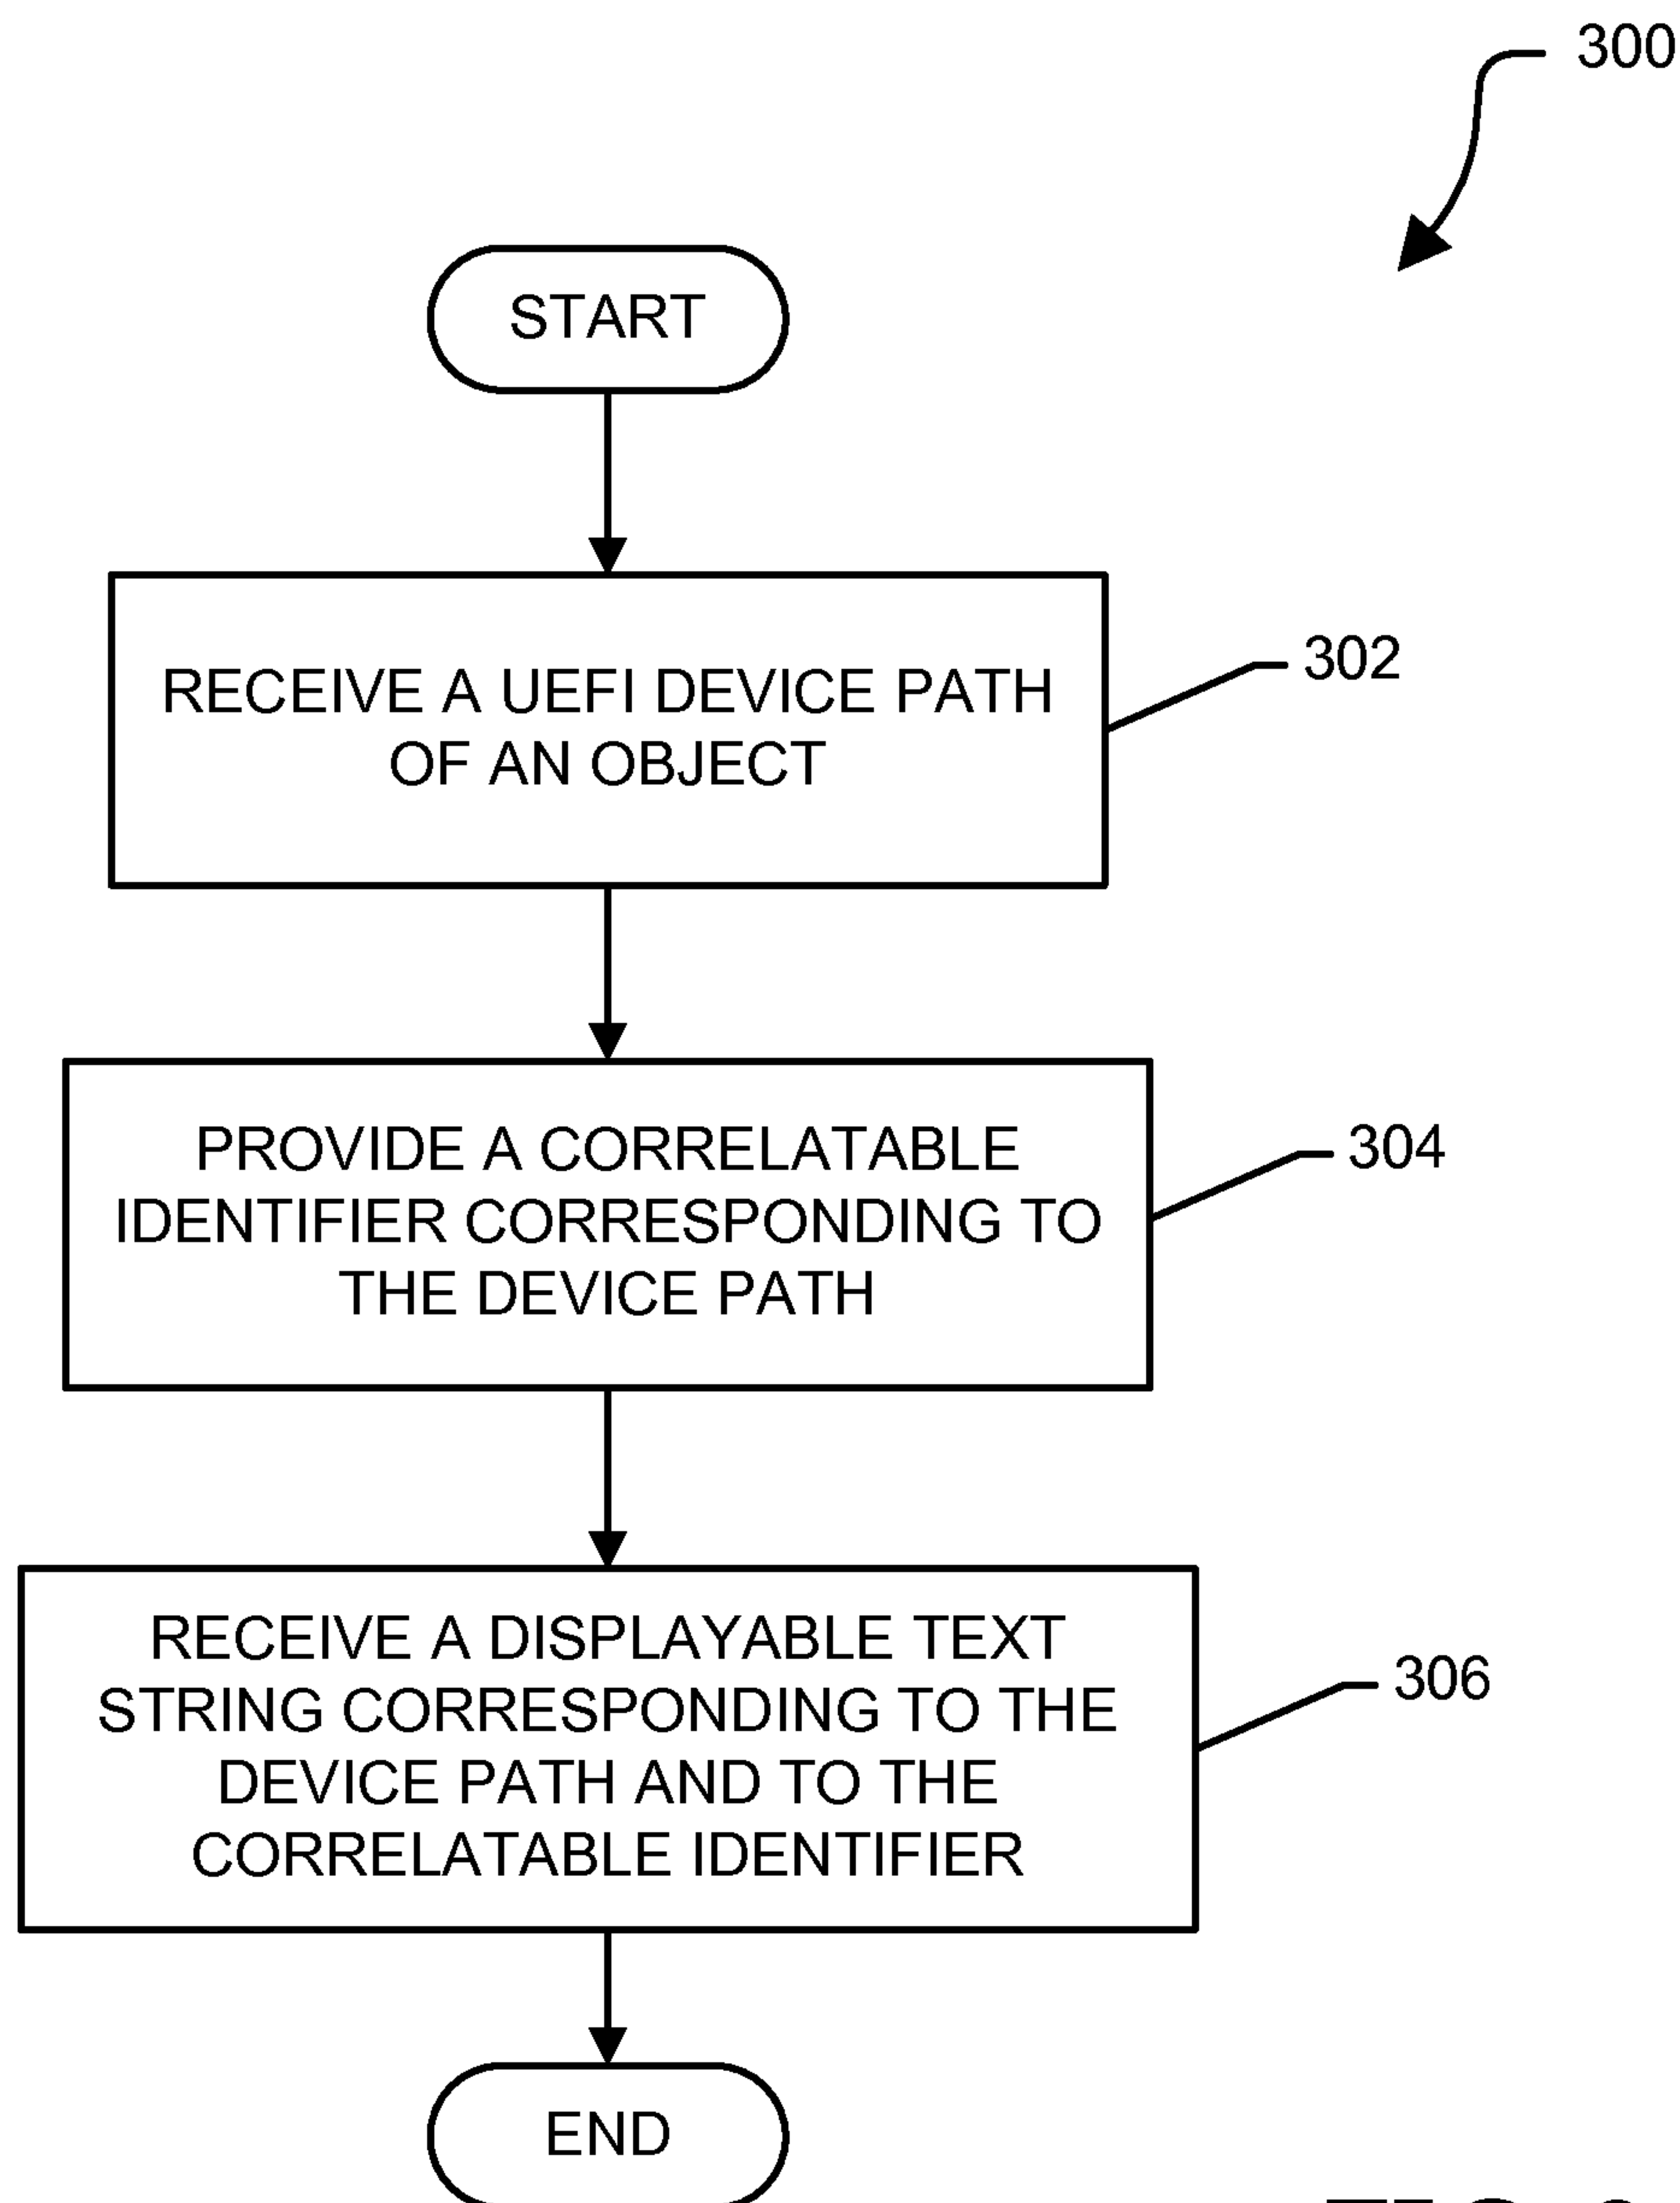 300
START
RECEIVE A UEFI DEVICE PATH
OF AN OBJECT
302
PROVIDE A CORRELATABLE
IDENTIFIER CORRESPONDING TO
THE DEVICE PATH
304
RECEIVE A DISPLAYABLE TEXT
STRING CORRESPONDING TO THE
DEVICE PATH AND TO THE
CORRELATABLE IDENTIFIER
306
END